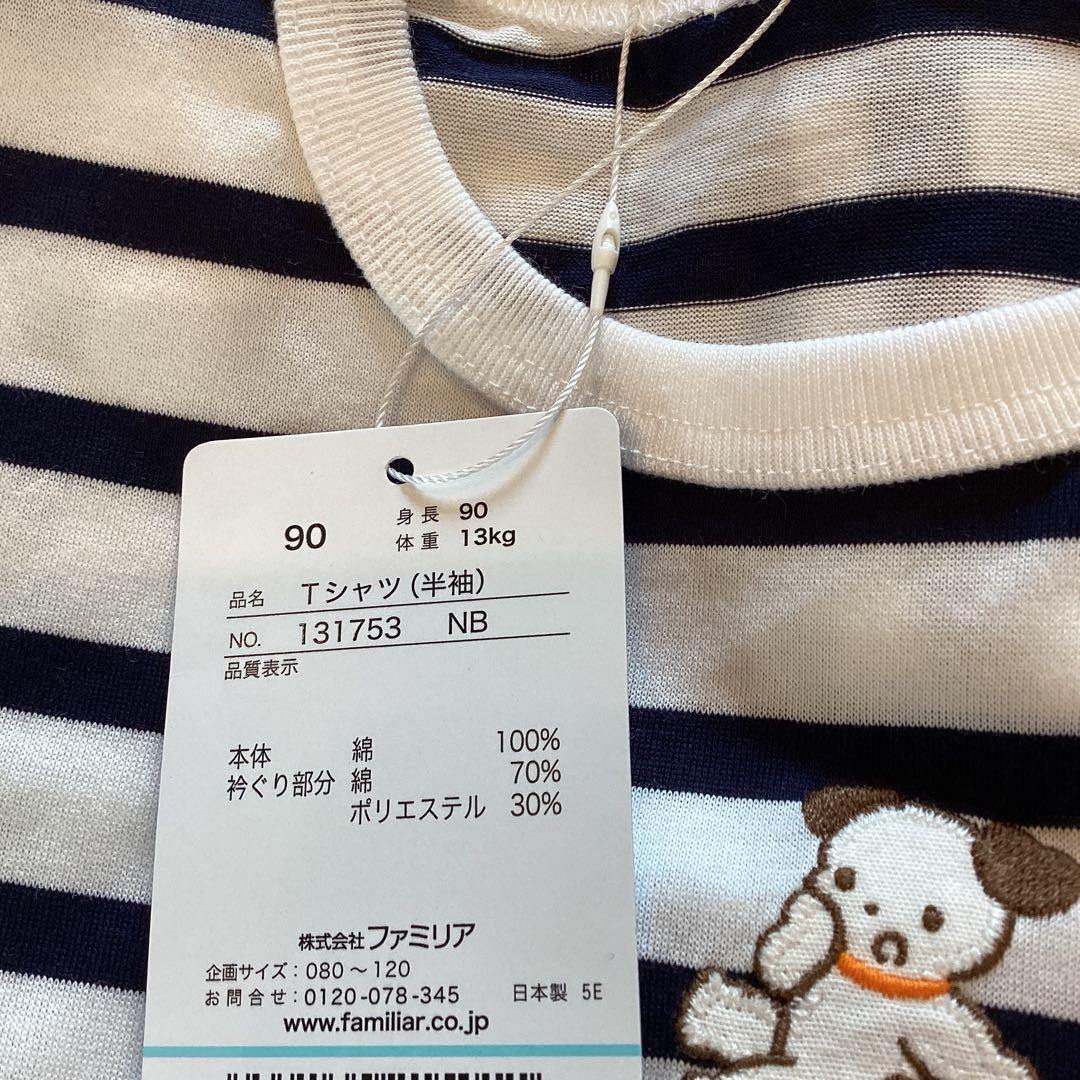 90 身長 90
体重 13kg
品名 Tシャツ(半袖)
NO. 131753 NB
品質表示
本体 綿 100%
衿ぐり部分 綿 70%
ポリエステル 30%
株式会社ファミリア
企画サイズ:080～120
お問合せ:0120-078-345 日本製 5E
www.familiar.co.jp